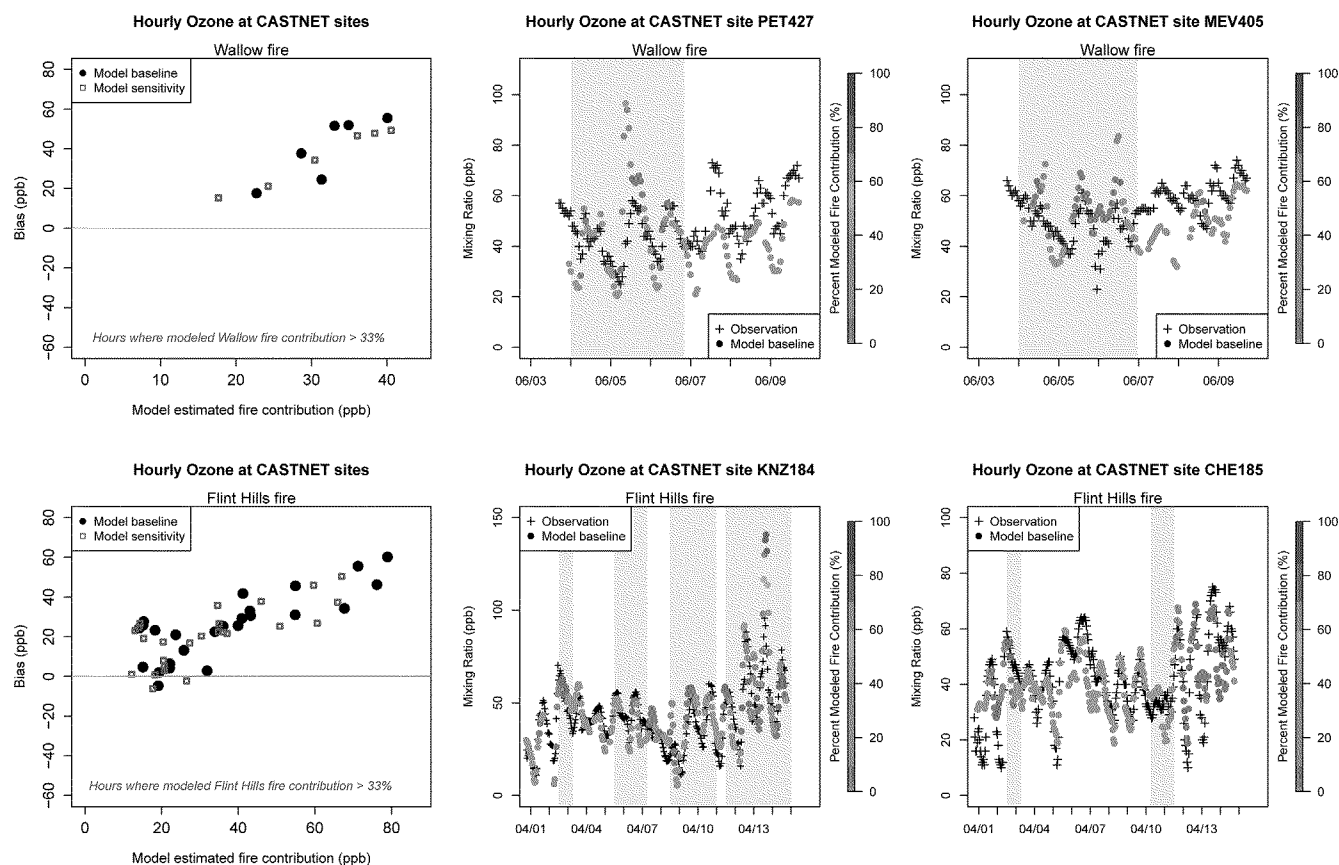 Hourly Ozone at CASTNET sites
Wallow fire
Model baseline
Model sensitivity
Bias (ppb)
80
60
40
20
0
−20
−40
−60
Hours where modeled Wallow fire contribution > 33%
0 10 20 30 40
Model estimated fire contribution (ppb)
Hourly Ozone at CASTNET site PET427
Wallow fire
Mixing Ratio (ppb)
100
80
60
40
20
0
Observation
Model baseline
06/03 06/05 06/07 06/09
Percent Modeled Fire Contribution (%)
100
80
60
40
20
0
Hourly Ozone at CASTNET site MEV405
Wallow fire
Mixing Ratio (ppb)
100
80
60
40
20
0
Observation
Model baseline
06/03 06/05 06/07 06/09
Percent Modeled Fire Contribution (%)
100
80
60
40
20
0
Hourly Ozone at CASTNET sites
Flint Hills fire
Model baseline
Model sensitivity
Bias (ppb)
80
60
40
20
0
−20
−40
−60
Hours where modeled Flint Hills fire contribution > 33%
0 20 40 60 80
Model estimated fire contribution (ppb)
Hourly Ozone at CASTNET site KNZ184
Flint Hills fire
Observation
Model baseline
Mixing Ratio (ppb)
150
100
50
0
04/01 04/04 04/07 04/10 04/13
Percent Modeled Fire Contribution (%)
100
80
60
40
20
0
Hourly Ozone at CASTNET site CHE185
Flint Hills fire
Observation
Model baseline
Mixing Ratio (ppb)
100
80
60
40
20
0
04/01 04/04 04/07 04/10 04/13
Percent Modeled Fire Contribution (%)
100
80
60
40
20
0